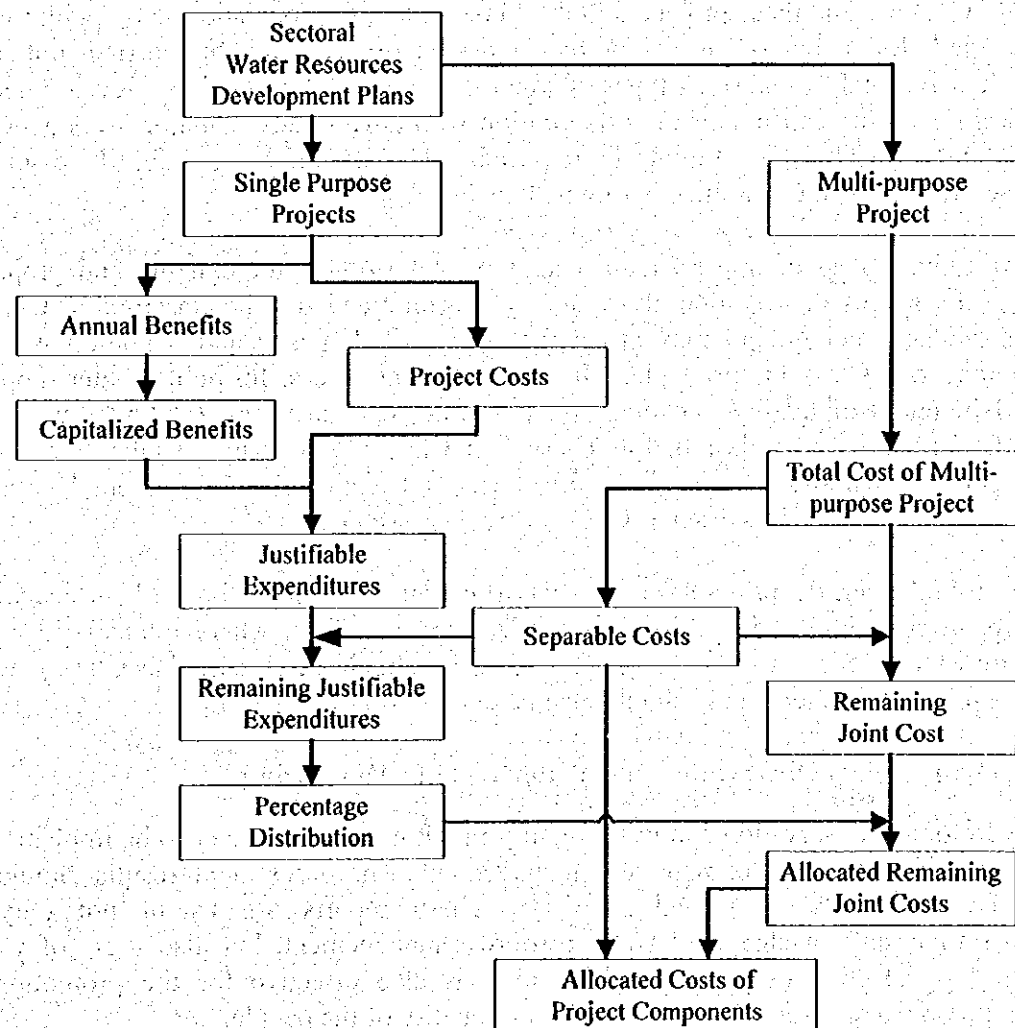 Sectoral
Water Resources
Development Plans
Single Purpose
Projects
Multi-purpose
Project
Annual Benefits
Project Costs
Capitalized Benefits
Total Cost of Multi-
purpose Project
Justifiable
Expenditures
Separable Costs
Remaining Justifiable
Expenditures
Remaining
Joint Cost
Percentage
Distribution
Allocated Remaining
Joint Costs
Allocated Costs of
Project Components